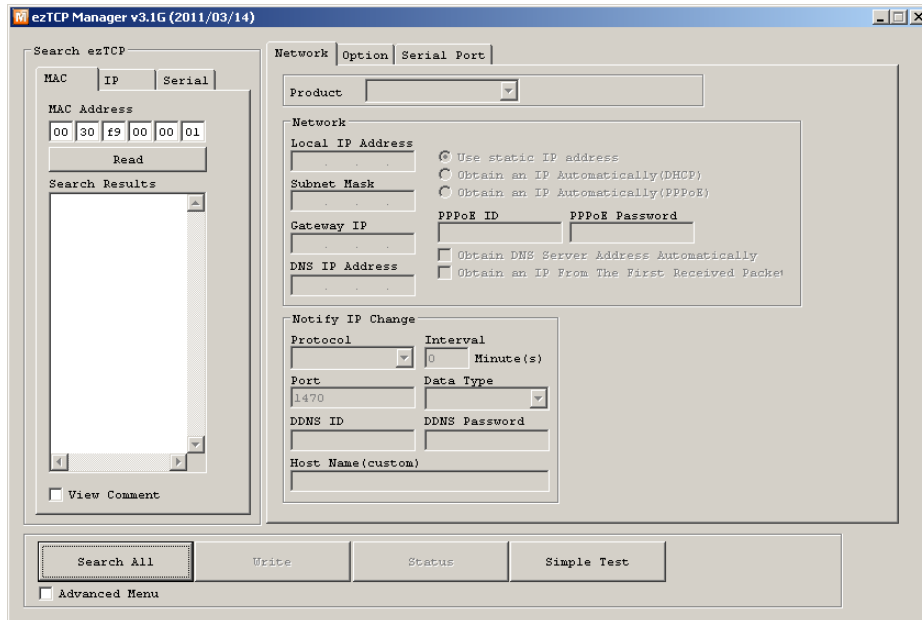 ezTCP Manager v3.1G (2011/03/14)
Search ezTCP
MAC IP Serial
MAC Address
00 30 f9 00 00 01
Read
Search Results
View Comment
Network Option Serial Port
Product
Network
Local IP Address
Subnet Mask
Gateway IP
DNS IP Address
Use static IP address
Obtain an IP Automatically(DHCP)
Obtain an IP Automatically(PPPoE)
PPPoE ID PPPoE Password
Obtain DNS Server Address Automatically
Obtain an IP From The First Received Packet
Notify IP Change
Protocol Interval
0 Minute(s)
Port Data Type
1470
DDNS ID DDNS Password
Host Name(custom)
Search All Write Status Simple Test
Advanced Menu